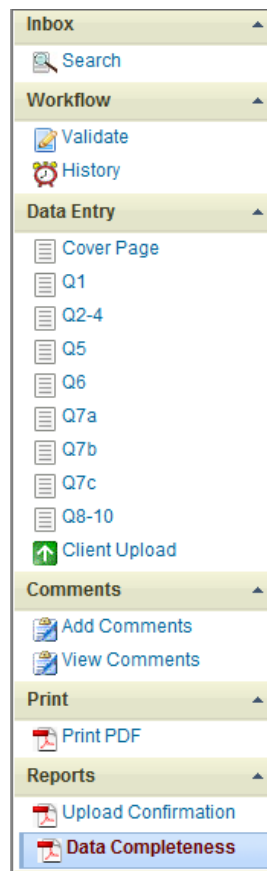 Inbox
Search
Workflow
Validate
History
Data Entry
Cover Page
Q1
Q2-4
Q5
Q6
Q7a
Q7b
Q7c
Q8-10
Client Upload
Comments
Add Comments
View Comments
Print
Print PDF
Reports
Upload Confirmation
Data Completeness